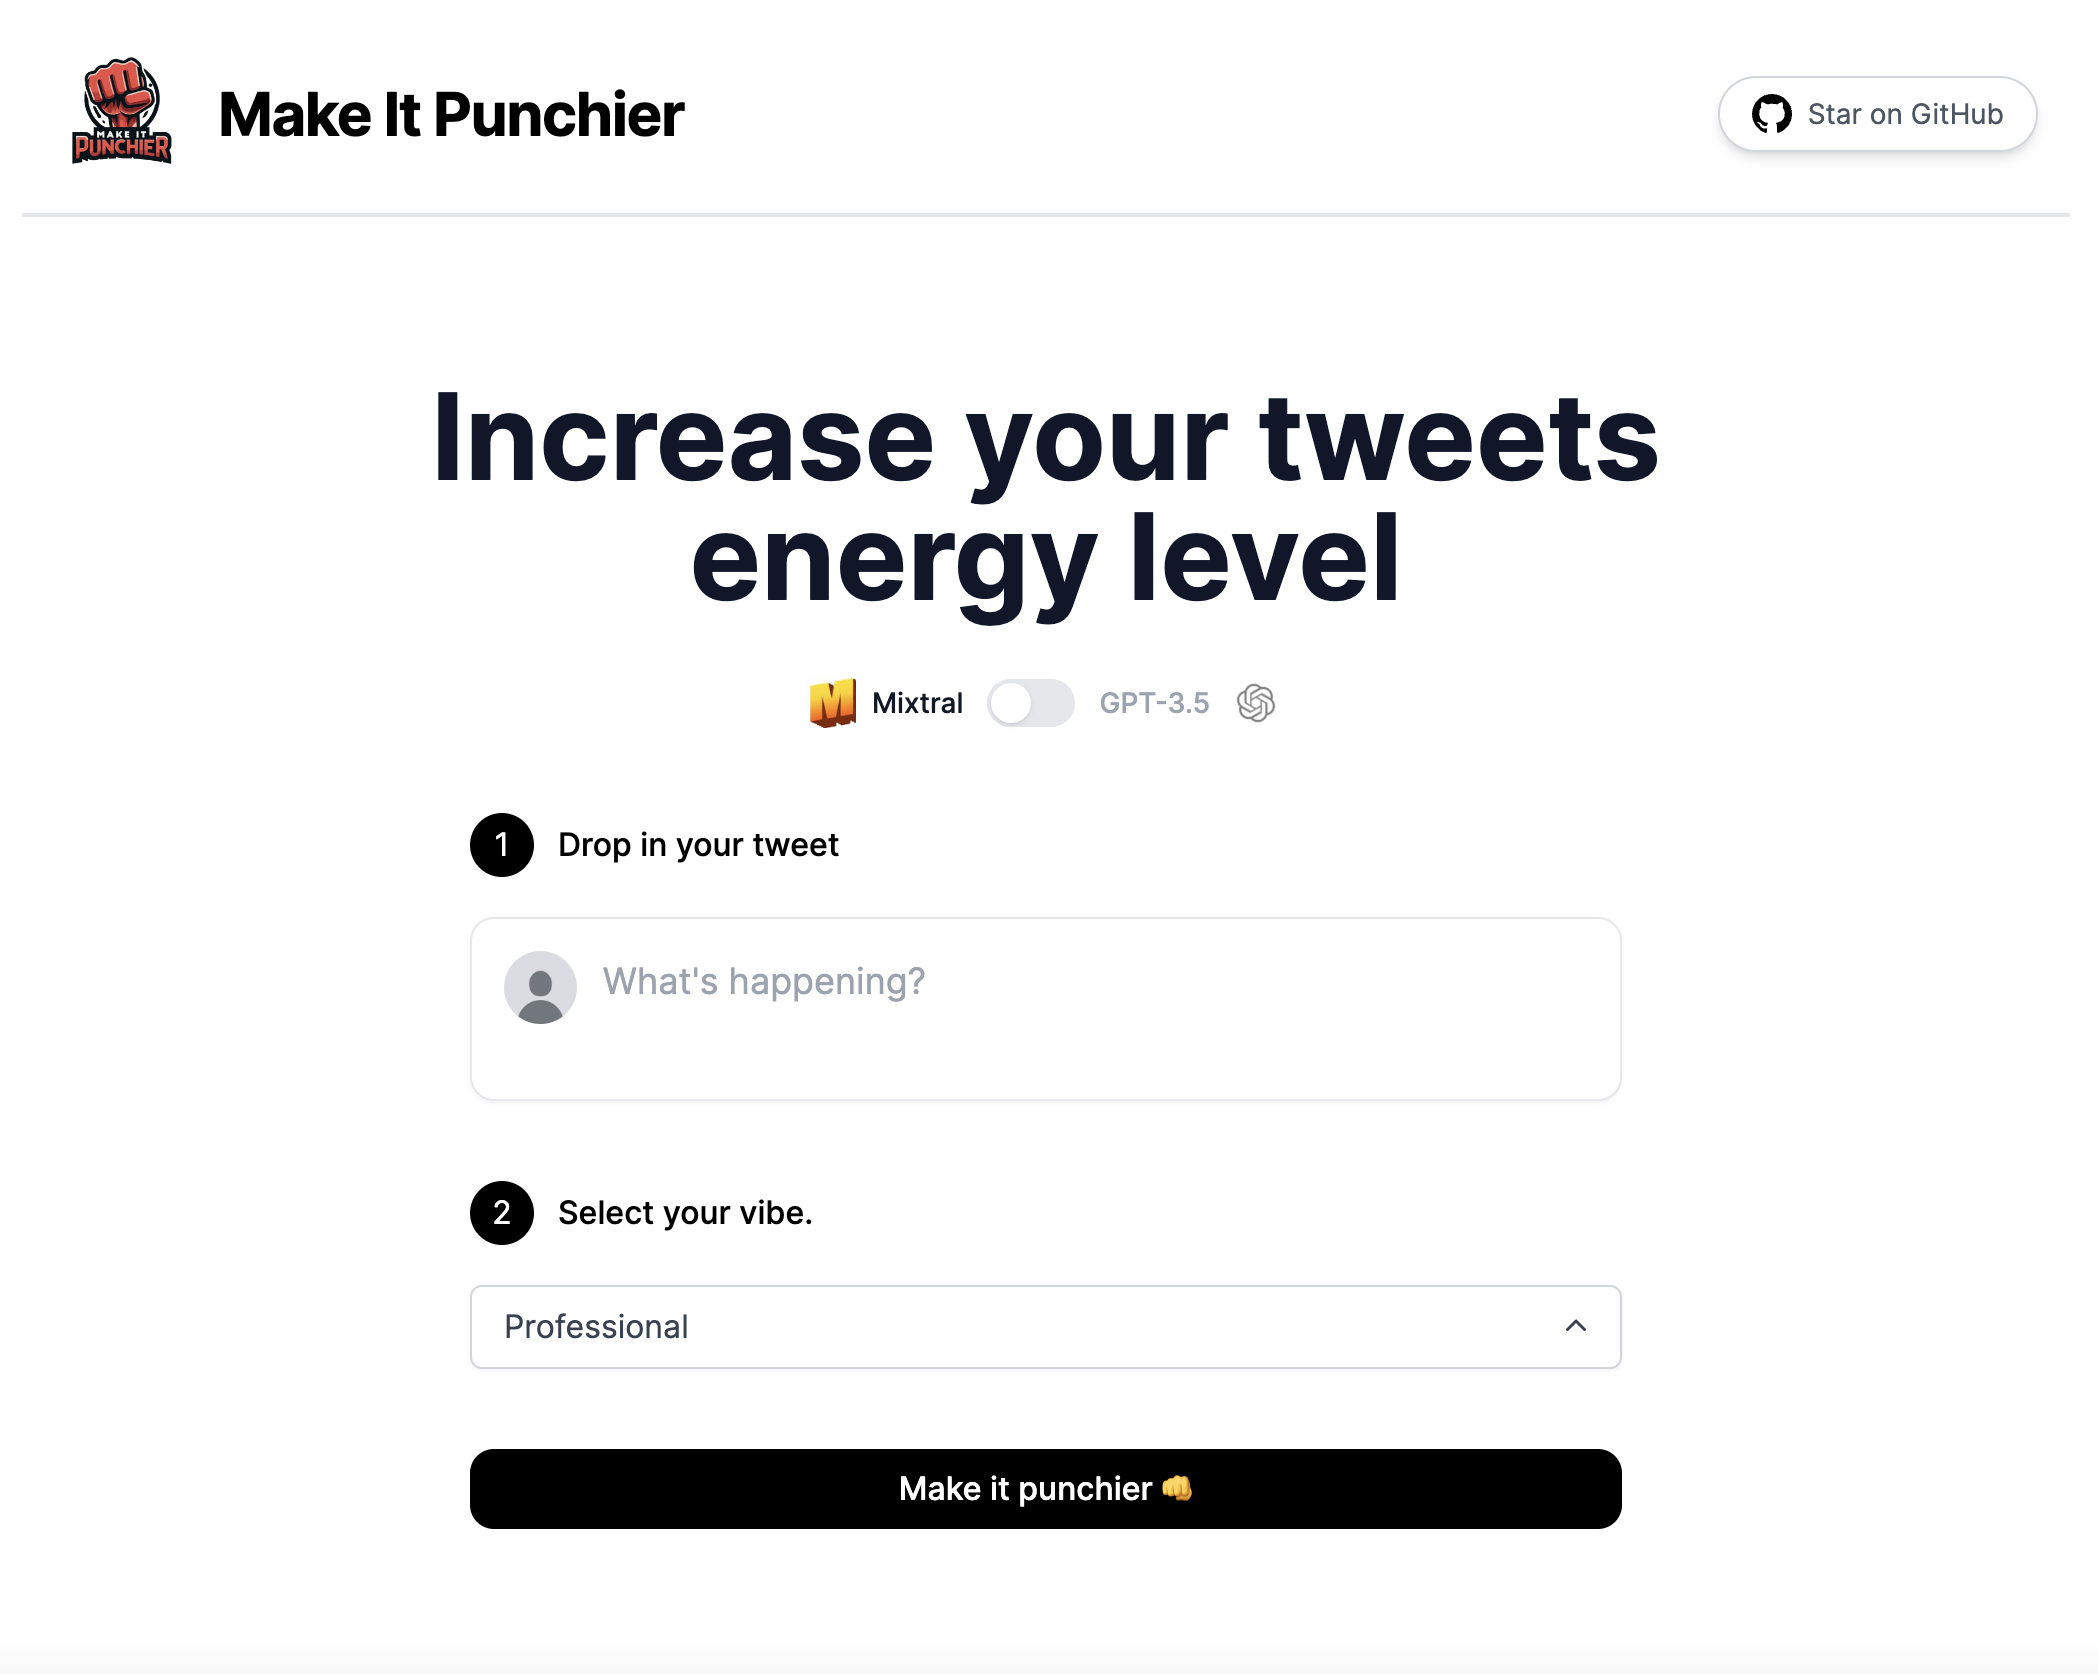 MAKE IT
PUNCHIER
Make It Punchier
Star on GitHub
Increase your tweets
energy level
Mixtral
GPT-3.5
1 Drop in your tweet
What's happening?
2 Select your vibe.
Professional
Make it punchier 👊